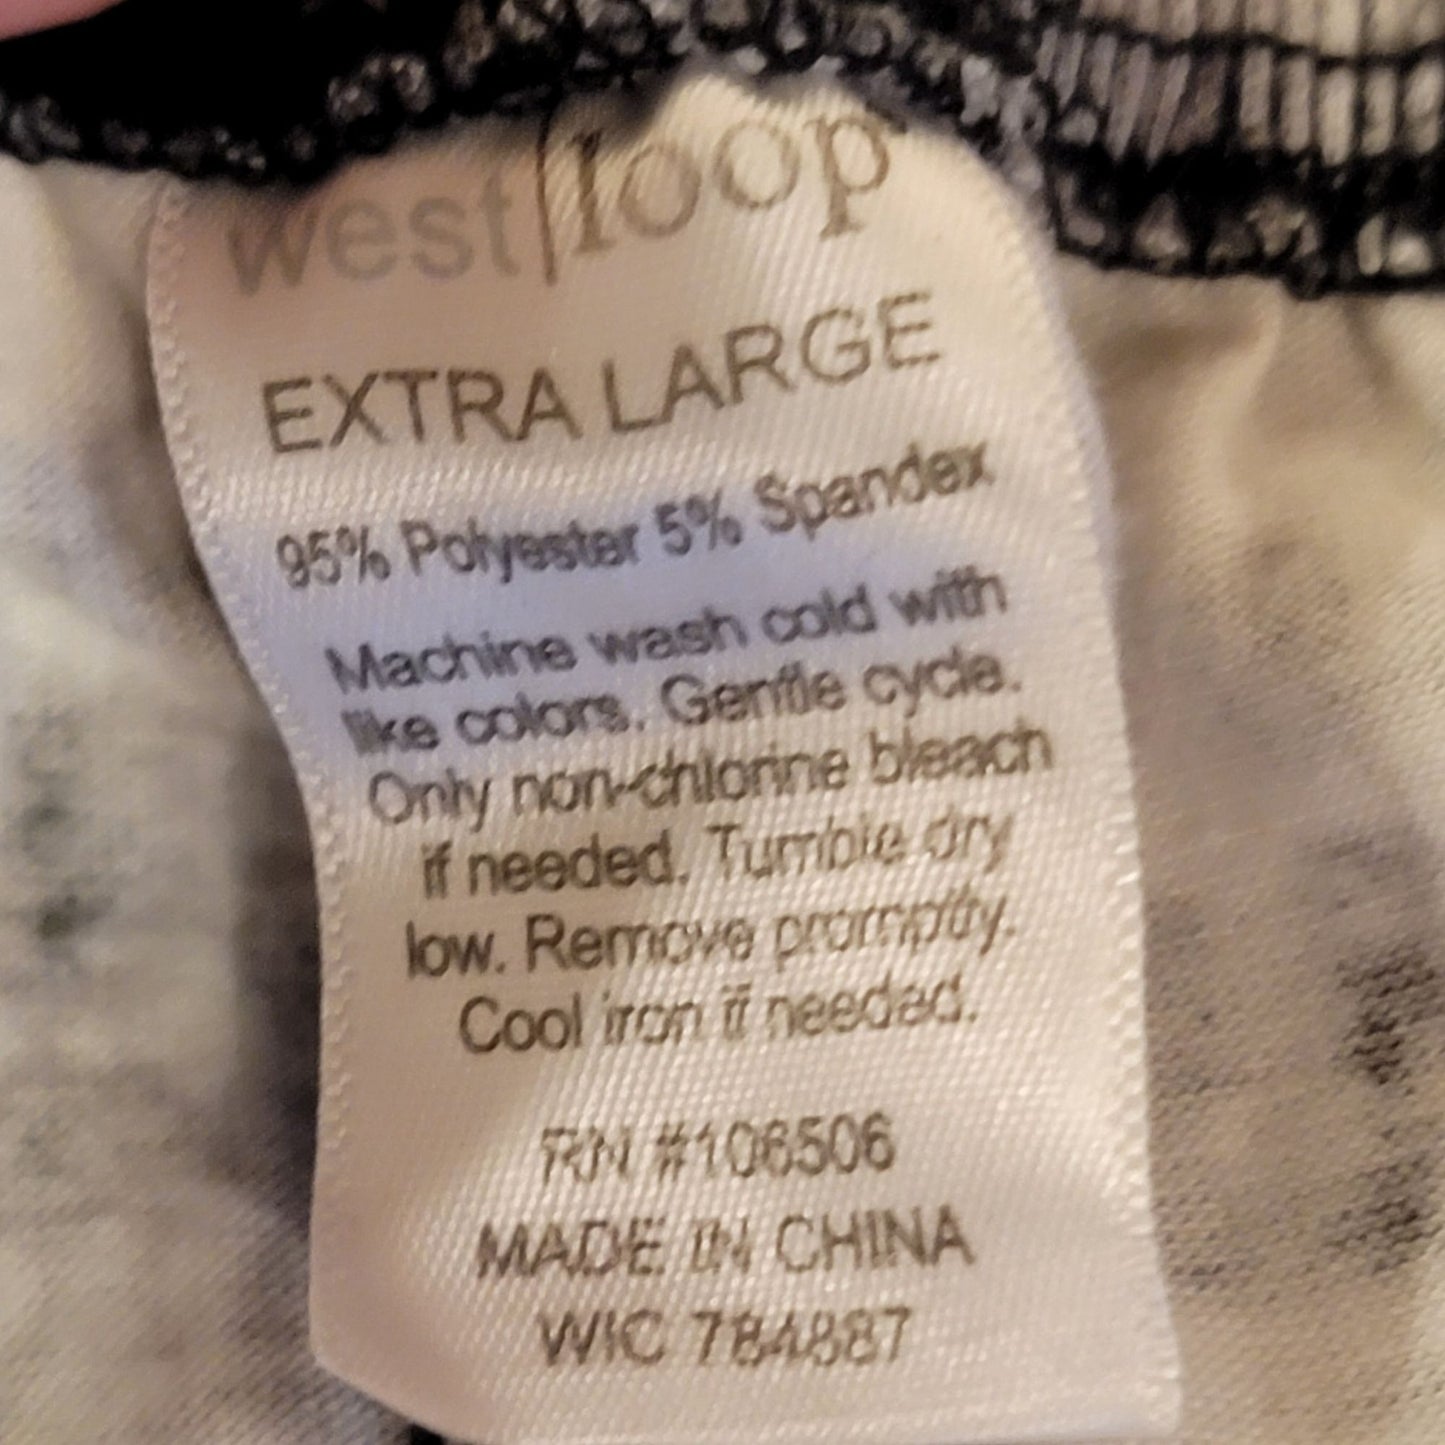 west|loop
EXTRA LARGE
95% Polyester 5% Spandex
Machine wash cold with
like colors. Gentle cycle.
Only non-chlorine bleach
if needed. Tumble dry
low. Remove promptly.
Cool iron if needed.
RN #106506
MADE IN CHINA
WIC 784887